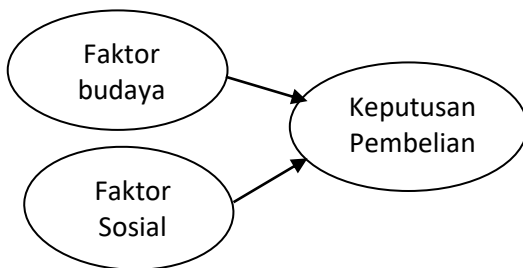 Faktor
budaya
Keputusan
Pembelian
Faktor
Sosial